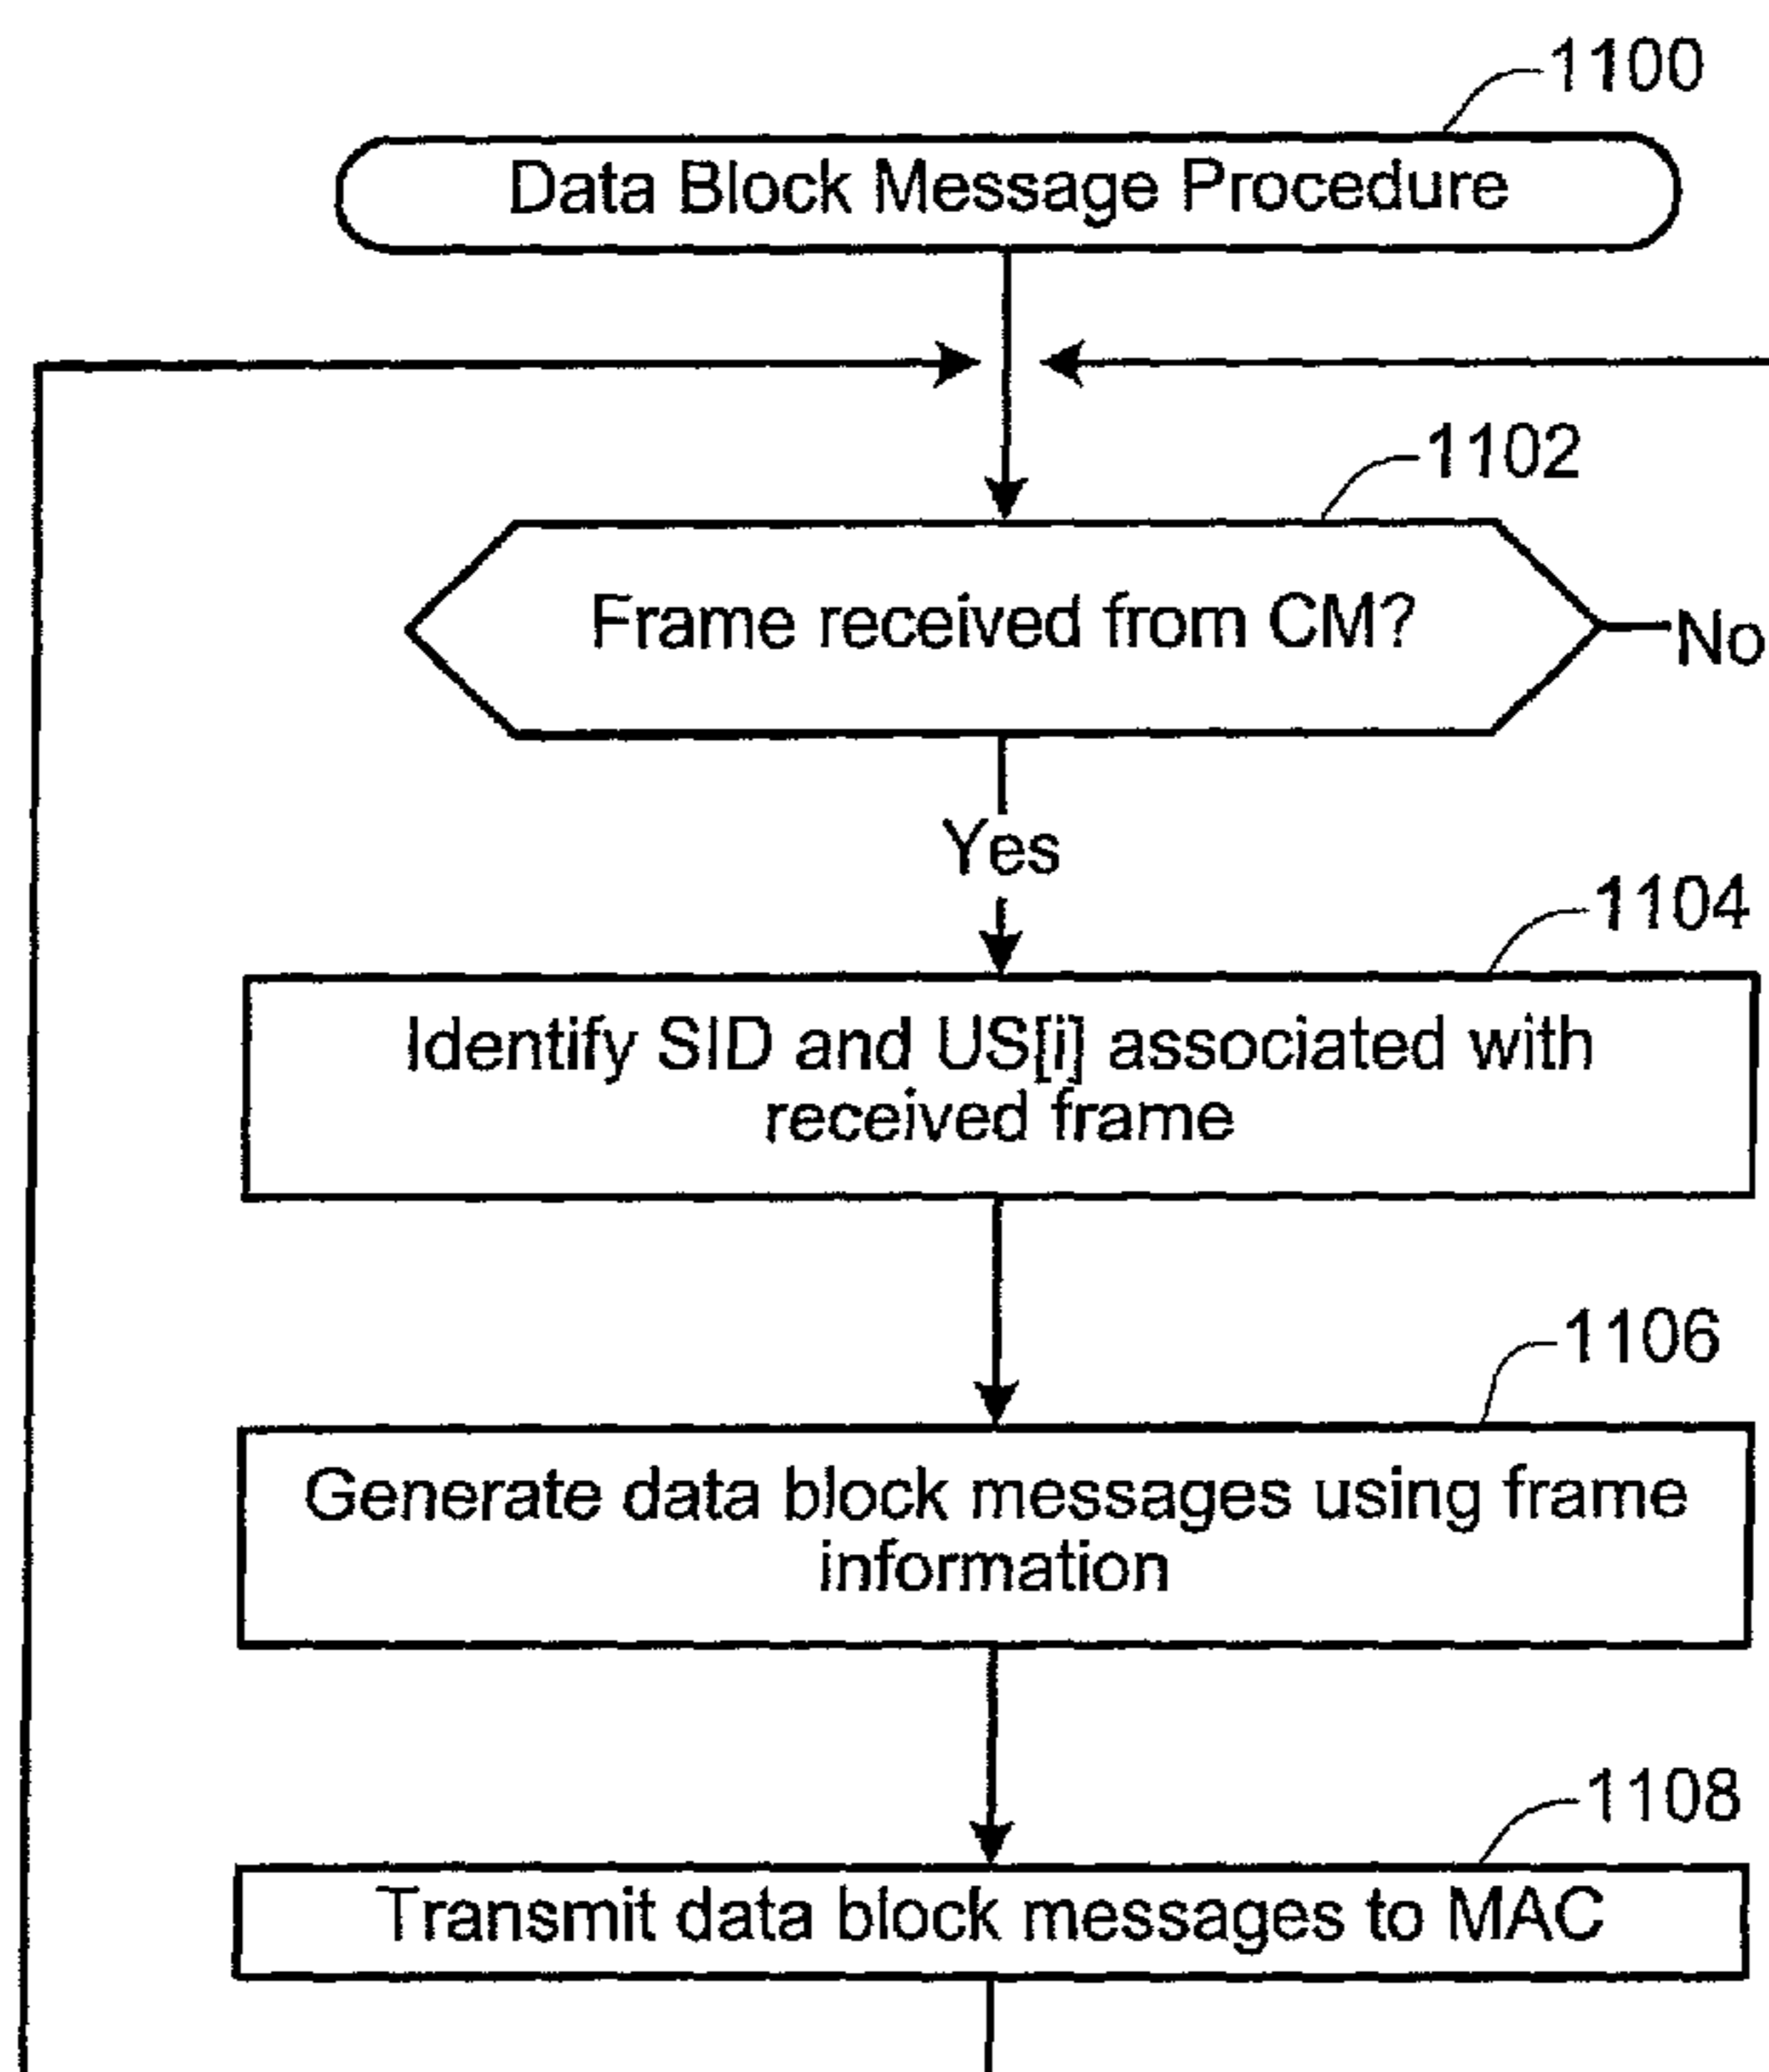 1100
Data Block Message Procedure
1102
Frame received from CM?
No
Yes
1104
Identify SID and US[i] associated with
received frame
1106
Generate data block messages using frame
information
1108
Transmit data block messages to MAC